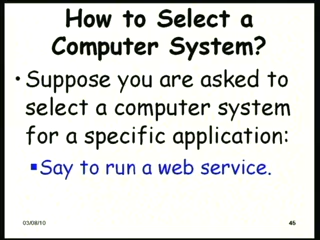 How to Select a
Computer System?
• Suppose you are asked to
select a computer system
for a specific application:
▪ Say to run a web service.
03/08/10 45